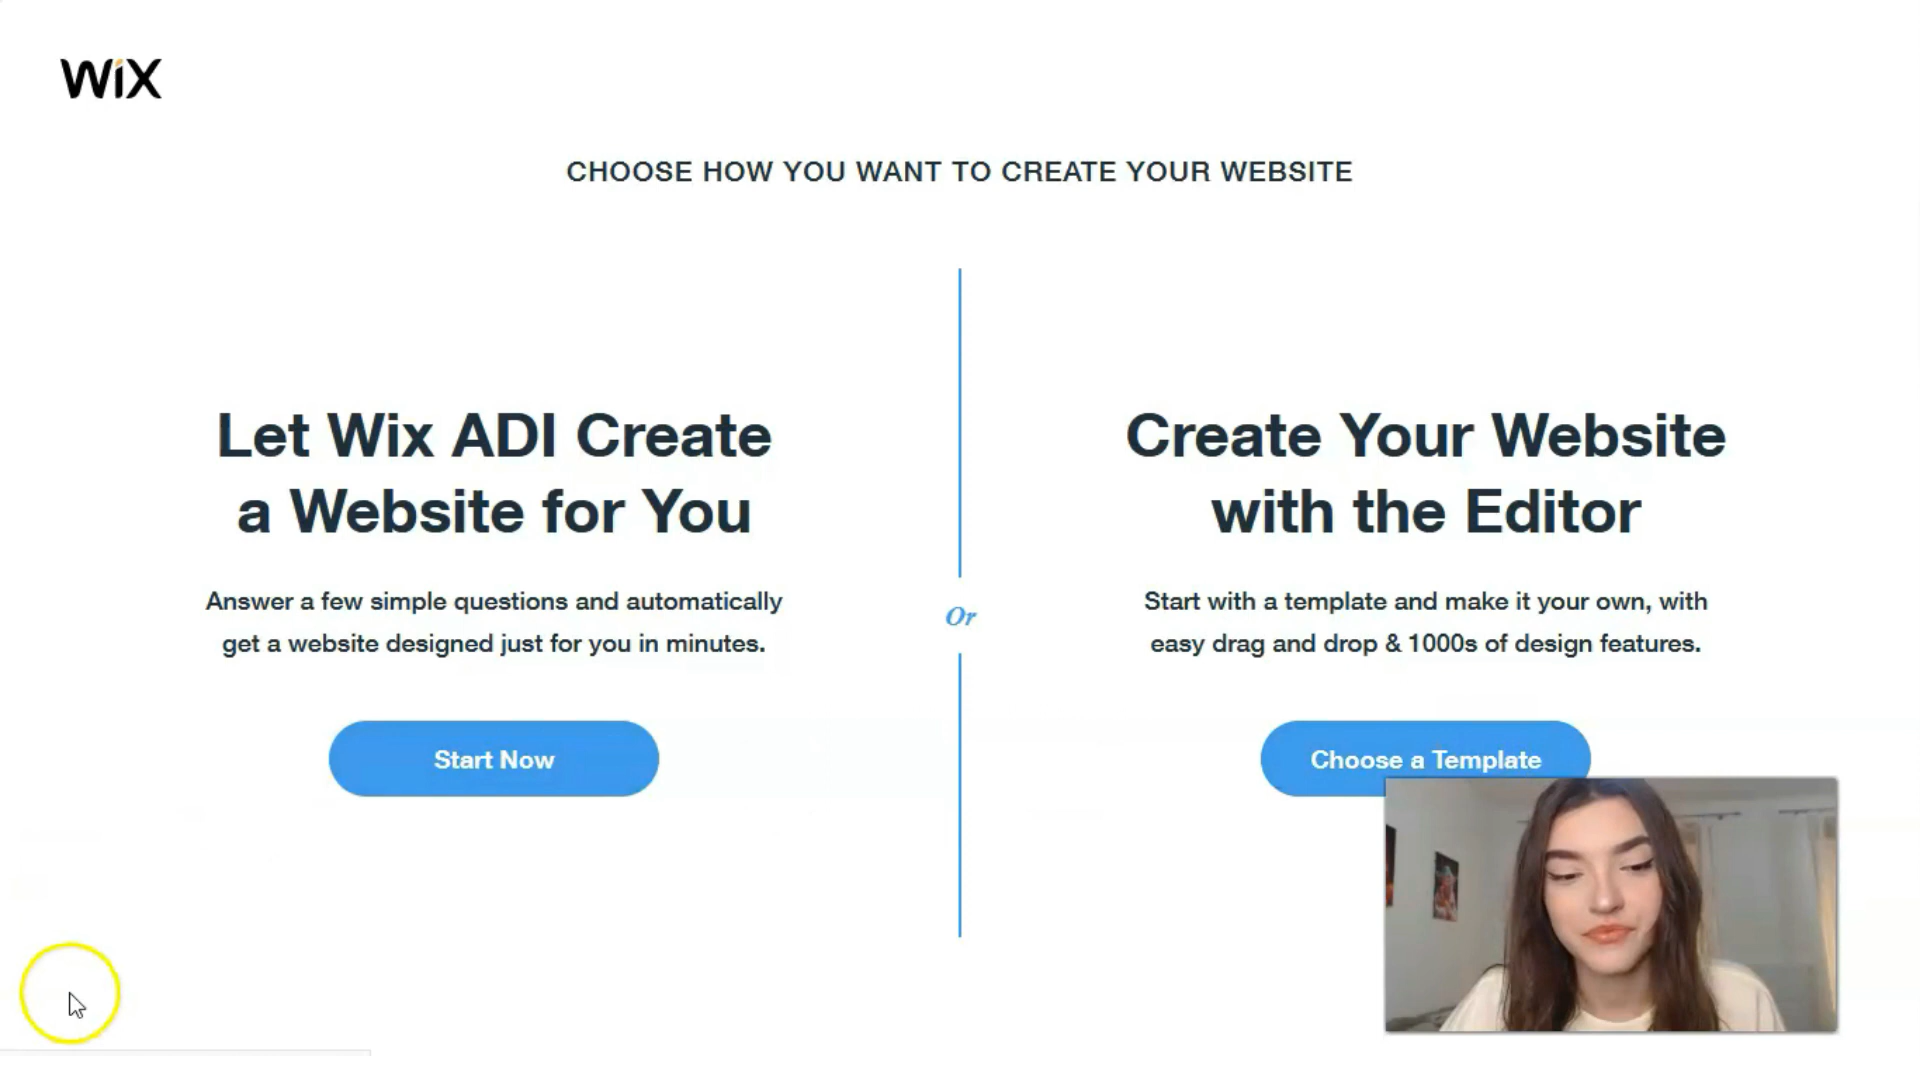 WiX
CHOOSE HOW YOU WANT TO CREATE YOUR WEBSITE
Let Wix ADI Create
a Website for You
Answer a few simple questions and automatically
get a website designed just for you in minutes.
Start Now
Or
Create Your Website
with the Editor
Start with a template and make it your own, with
easy drag and drop & 1000s of design features.
Choose a Template